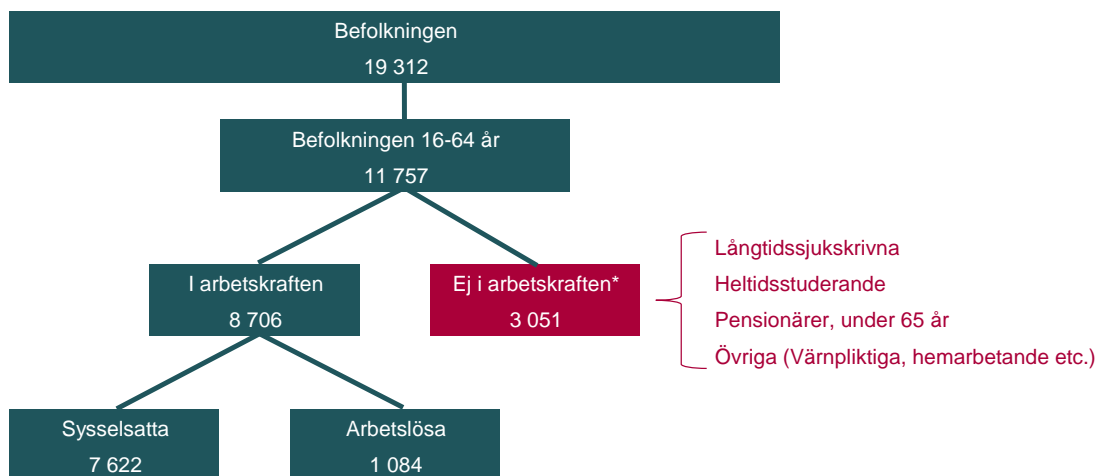 Befolkningen
19 312
Befolkningen 16-64 år
11 757
I arbetskraften
8 706
Ej i arbetskraften*
3 051
Långtidssjukskrivna
Heltidsstuderande
Pensionärer, under 65 år
Övriga (Värnpliktiga, hemarbetande etc.)
Sysselsatta
7 622
Arbetslösa
1 084